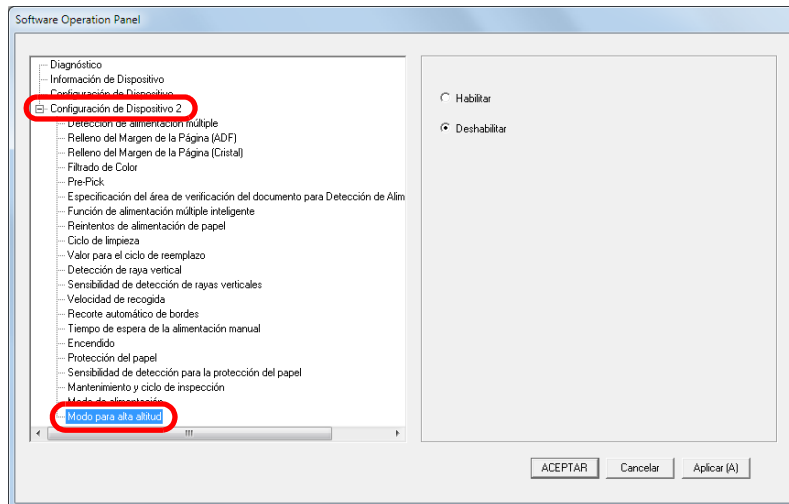 Software Operation Panel
Diagnóstico
Información de Dispositivo
Configuración de Dispositivo
Configuración de Dispositivo 2
Detección de alimentación múltiple
Relleno del Margen de la Página (ADF)
Relleno del Margen de la Página (Cristal)
Filtrado de Color
Pre-Pick
Especificación del área de verificación del documento para Detección de Alim
Función de alimentación múltiple inteligente
Reintentos de alimentación de papel
Ciclo de limpieza
Valor para el ciclo de reemplazo
Detección de raya vertical
Sensibilidad de detección de rayas verticales
Velocidad de recogida
Recorte automático de bordes
Tiempo de espera de la alimentación manual
Encendido
Protección del papel
Sensibilidad de detección para la protección del papel
Mantenimiento y ciclo de inspección
Modo de alimentación
Modo para alta altitud
Habilitar
Deshabilitar
ACEPTAR
Cancelar
Aplicar (A)